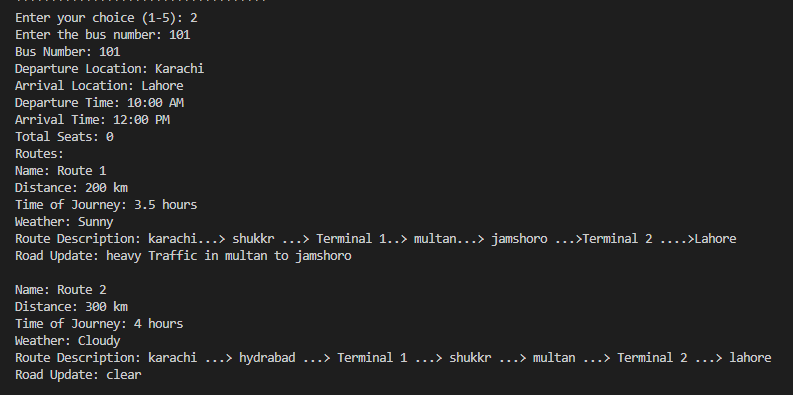 Enter your choice (1-5): 2
Enter the bus number: 101
Bus Number: 101
Departure Location: Karachi
Arrival Location: Lahore
Departure Time: 10:00 AM
Arrival Time: 12:00 PM
Total Seats: 0
Routes:
Name: Route 1
Distance: 200 km
Time of Journey: 3.5 hours
Weather: Sunny
Route Description: karachi...> shukkr ...> Terminal 1..> multan...> jamshoro ...>Terminal 2 ....>Lahore
Road Update: heavy Traffic in multan to jamshoro
Name: Route 2
Distance: 300 km
Time of Journey: 4 hours
Weather: Cloudy
Route Description: karachi ...> hydrabad ...> Terminal 1 ...> shukkr ...> multan ...> Terminal 2 ...> lahore
Road Update: clear